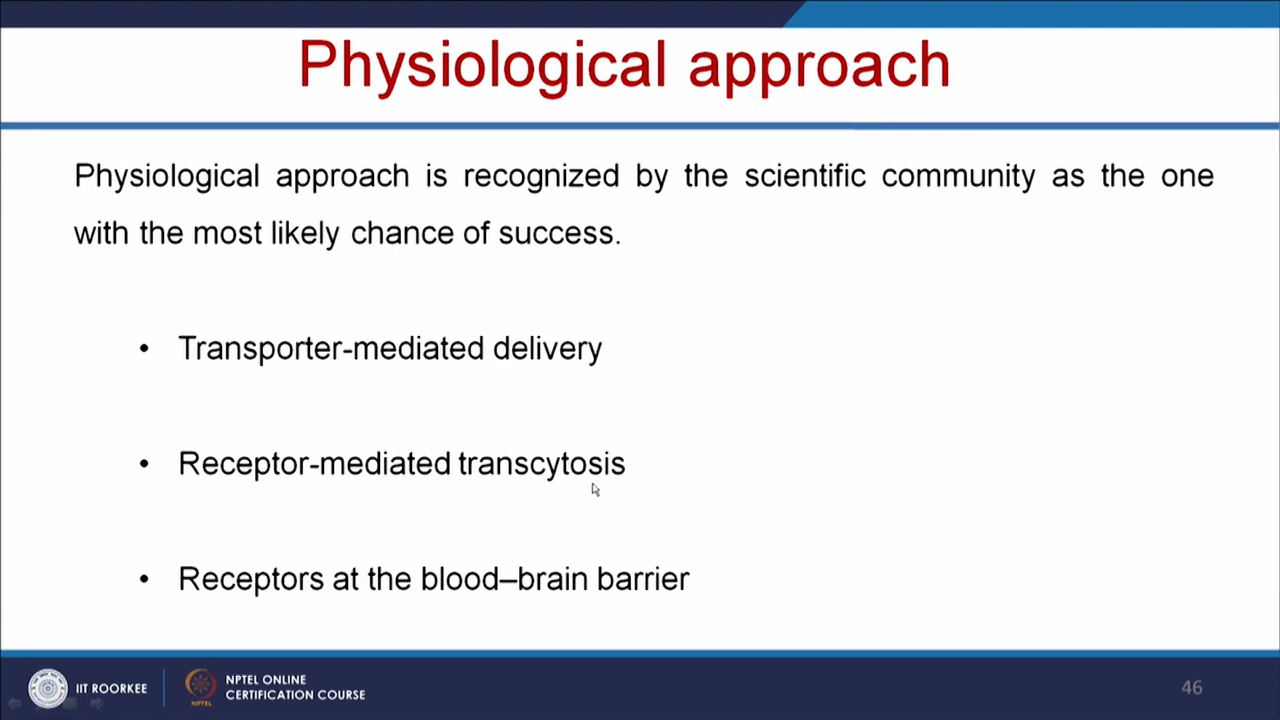 Physiological approach
Physiological approach is recognized by the scientific community as the one
with the most likely chance of success.
• Transporter-mediated delivery
• Receptor-mediated transcytosis
• Receptors at the blood–brain barrier
IIT ROORKEE
NPTEL
NPTEL ONLINE
CERTIFICATION COURSE
46